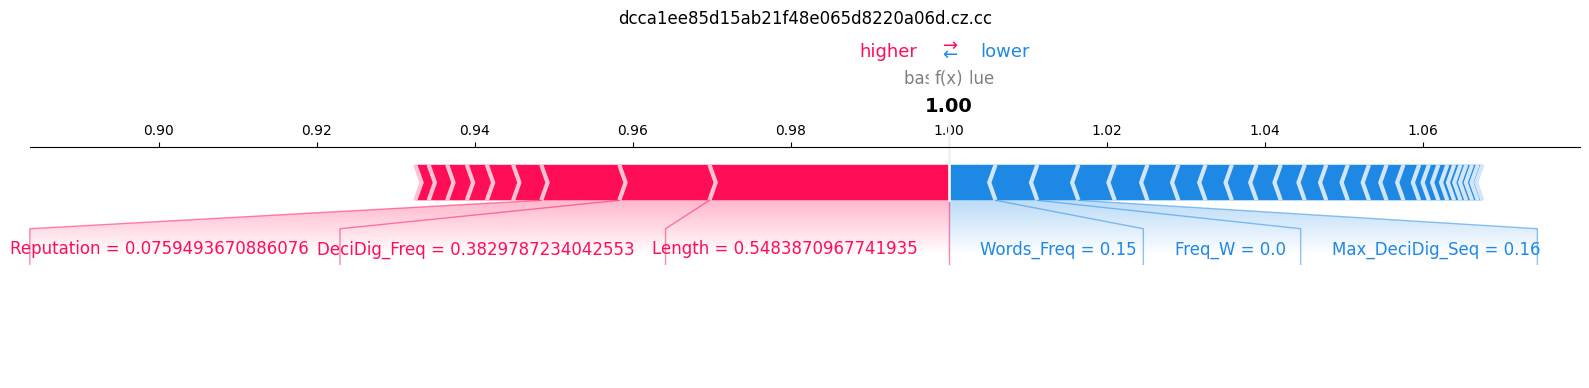 dcca1ee85d15ab21f48e065d8220a06d.cz.cc
higher ⇄ lower
bas f(x) lue
1.00
0.90 0.92 0.94 0.96 0.98 1.00 1.02 1.04 1.06
Reputation = 0.0759493670886076 DeciDig_Freq = 0.3829787234042553 Length = 0.5483870967741935 Words_Freq = 0.15 Freq_W = 0.0 Max_DeciDig_Seq = 0.16